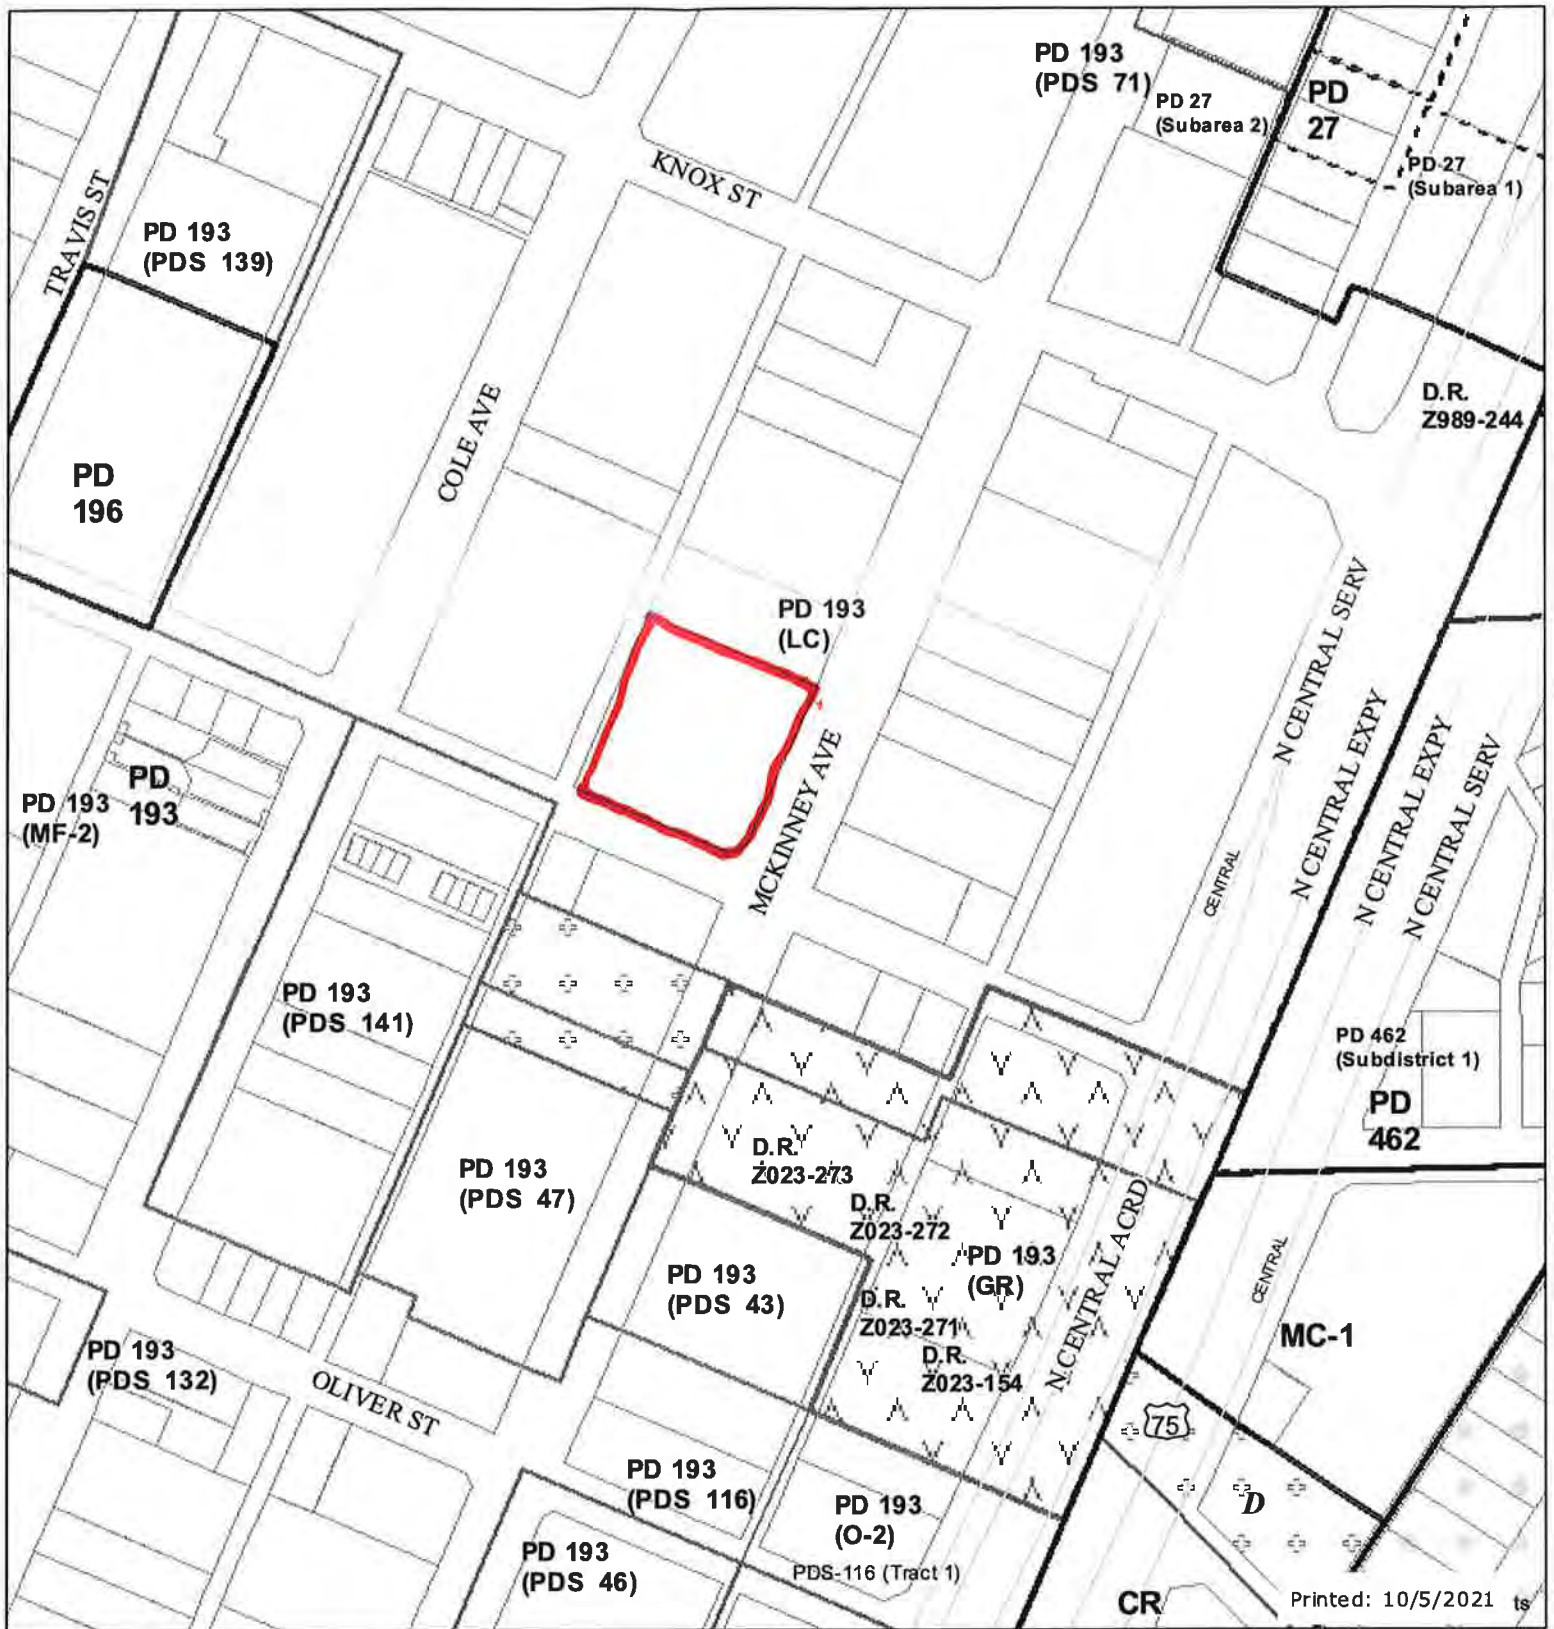 PD 193
(PDS 71)
PD 27
(Subarea 2)
PD
27
PD 27
(Subarea 1)
KNOX ST
TRAVIS ST
PD 193
(PDS 139)
D.R.
Z989-244
COLE AVE
PD
196
PD 193
(LC)
N CENTRAL SERV
N CENTRAL EXPY
N CENTRAL EXPY
N CENTRAL SERV
MCKINNEY AVE
PD
193
PD 193
(MF-2)
CENTRAL
PD 193
(PDS 141)
PD 462
(Subdistrict 1)
PD
462
D.R.
Z023-273
PD 193
(PDS 47)
D.R.
Z023-272
PD 193
(GR)
N CENTRAL ACRD
CENTRAL
PD 193
(PDS 43)
D.R.
Z023-271
MC-1
D.R.
Z023-154
PD 193
(PDS 132)
OLIVER ST
75
PD 193
(PDS 116)
PD 193
(O-2)
D
PD 193
(PDS 46)
PDS-116 (Tract 1)
CR
Printed: 10/5/2021
ts